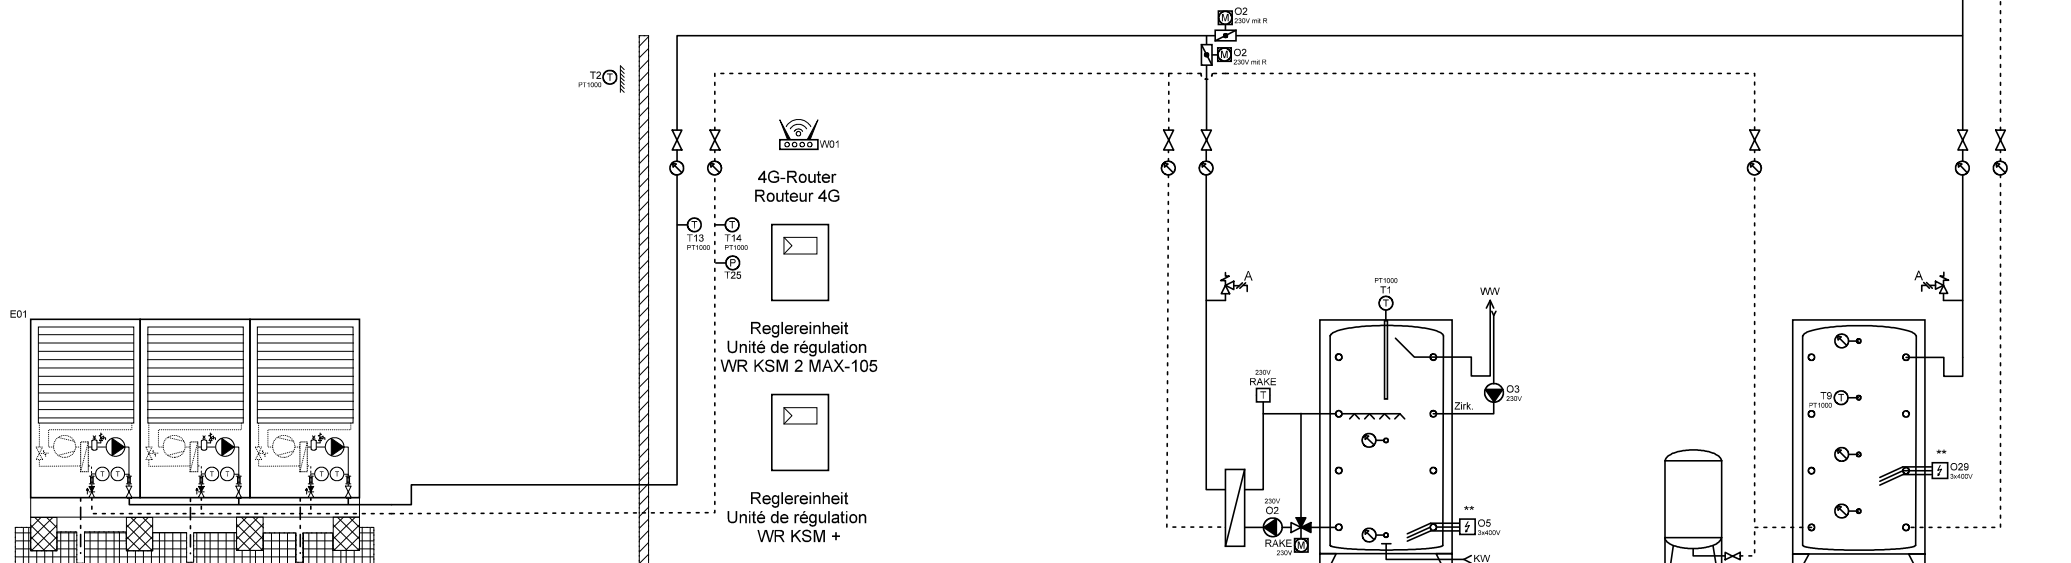 O2
230V mit R
M
O2
230V mit R
M
T2
T
PT1000
W01
4G-Router
Routeur 4G
T
T13
PT1000
T
T14
PT1000
P
T25
A
PT1000
T1
T
WW
A
E01
Reglereinheit
Unité de régulation
WR KSM 2 MAX-105
230V
RAKE
T
O3
230V
Zirk.
T9
T
PT1000
T T
T T
T T
**
O29
3x400V
Reglereinheit
Unité de régulation
WR KSM +
230V
O2
RAKE
230V
M
**
O5
3x400V
KW